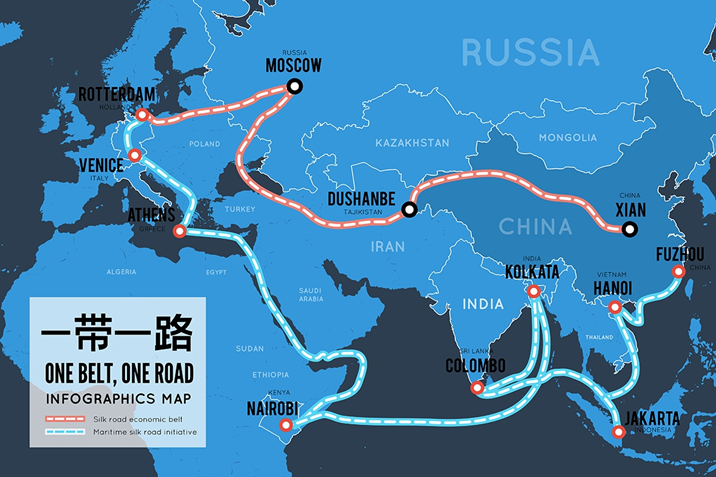 RUSSIA
RUSSIA
MOSCOW
ROTTERDAM
HOLLAND
POLAND
KAZAKHSTAN
MONGOLIA
VENICE
ITALY
DUSHANBE
TAJIKISTAN
CHINA
XIAN
ATHENS
GREECE
TURKEY
CHINA
IRAN
FUZHOU
CHINA
ALGERIA
EGYPT
SAUDI
ARABIA
INDIA
KOLKATA
INDIA
VIETNAM
HANOI
THAILAND
SUDAN
ETHIOPIA
SRI LANKA
COLOMBO
KENYA
NAIROBI
JAKARTA
INDONESIA
一带一路
ONE BELT, ONE ROAD
INFOGRAPHICS MAP
Silk road economic belt
Maritime silk road initiative